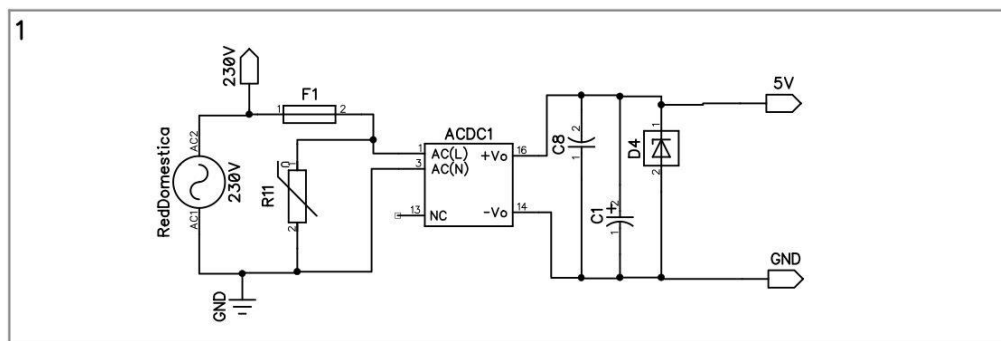 1
230V
F1
1
2
5V
RedDomestica
AC2
AC1
230V
R11
2
ACDC1
1
AC(L)
+Vo
16
3
AC(N)
13
NC
-Vo
14
C8
2
1
C1
+
2
1
D4
1
2
GND
GND